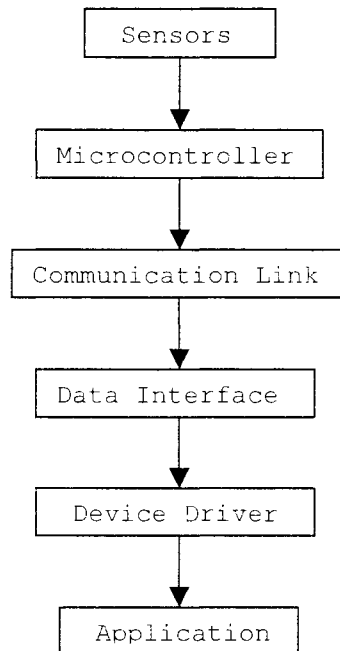 Sensors
Microcontroller
Communication Link
Data Interface
Device Driver
Application